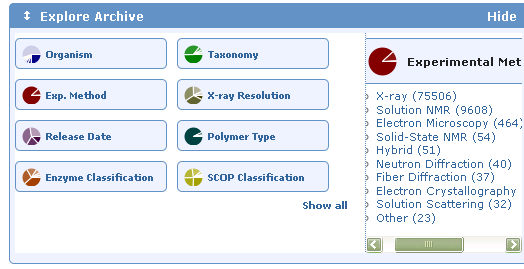 Explore Archive Hide
Organism
Taxonomy
Exp. Method
X-ray Resolution
Release Date
Polymer Type
Enzyme Classification
SCOP Classification
Show all
Experimental Met
X-ray (75506)
Solution NMR (9608)
Electron Microscopy (464)
Solid-State NMR (54)
Hybrid (51)
Neutron Diffraction (40)
Fiber Diffraction (37)
Electron Crystallography
Solution Scattering (32)
Other (23)